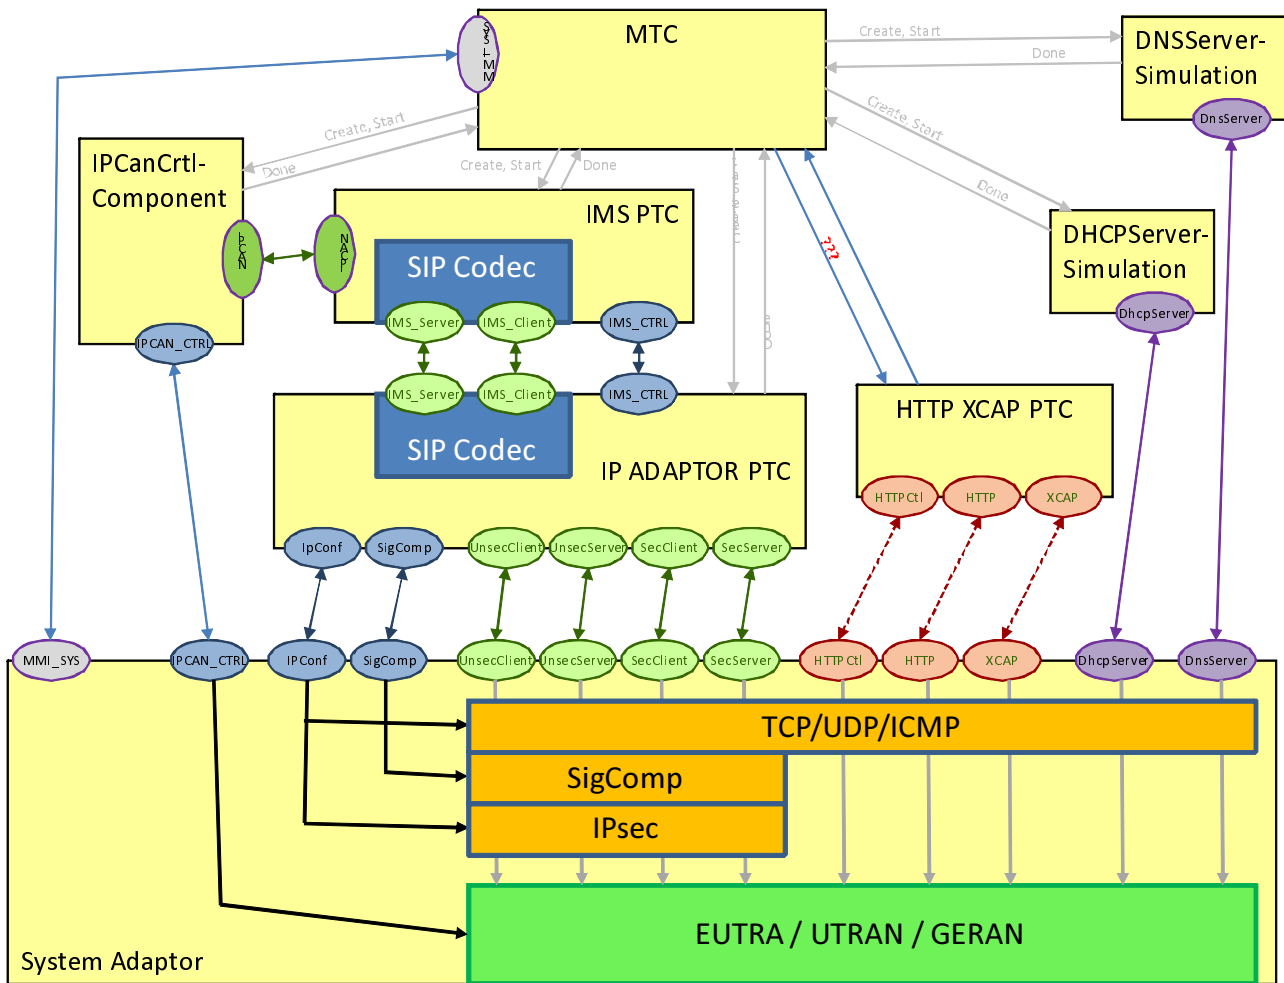 MTC
Create, Start
Done
DNSServer-
Simulation
DnsServer
Create, Start
Done
Create, Start
Done
Create, Start
Done
IPCanCrtl-
Component
IMS PTC
DHCPServer-
Simulation
DhcpServer
SIP Codec
???
IMS_Server
IMS_Client
IMS_CTRL
IPCAN_CTRL
IMS_Server
IMS_Client
IMS_CTRL
SIP Codec
IP ADAPTOR PTC
HTTP XCAP PTC
HTTPCtl
HTTP
XCAP
IpConf
SigComp
UnsecClient
UnsecServer
SecClient
SecServer
MMI_SYS
IPCAN_CTRL
IPConf
SigComp
UnsecClient
UnsecServer
SecClient
SecServer
HTTPCtl
HTTP
XCAP
DhcpServer
DnsServer
TCP/UDP/ICMP
SigComp
IPsec
EUTRA / UTRAN / GERAN
System Adaptor